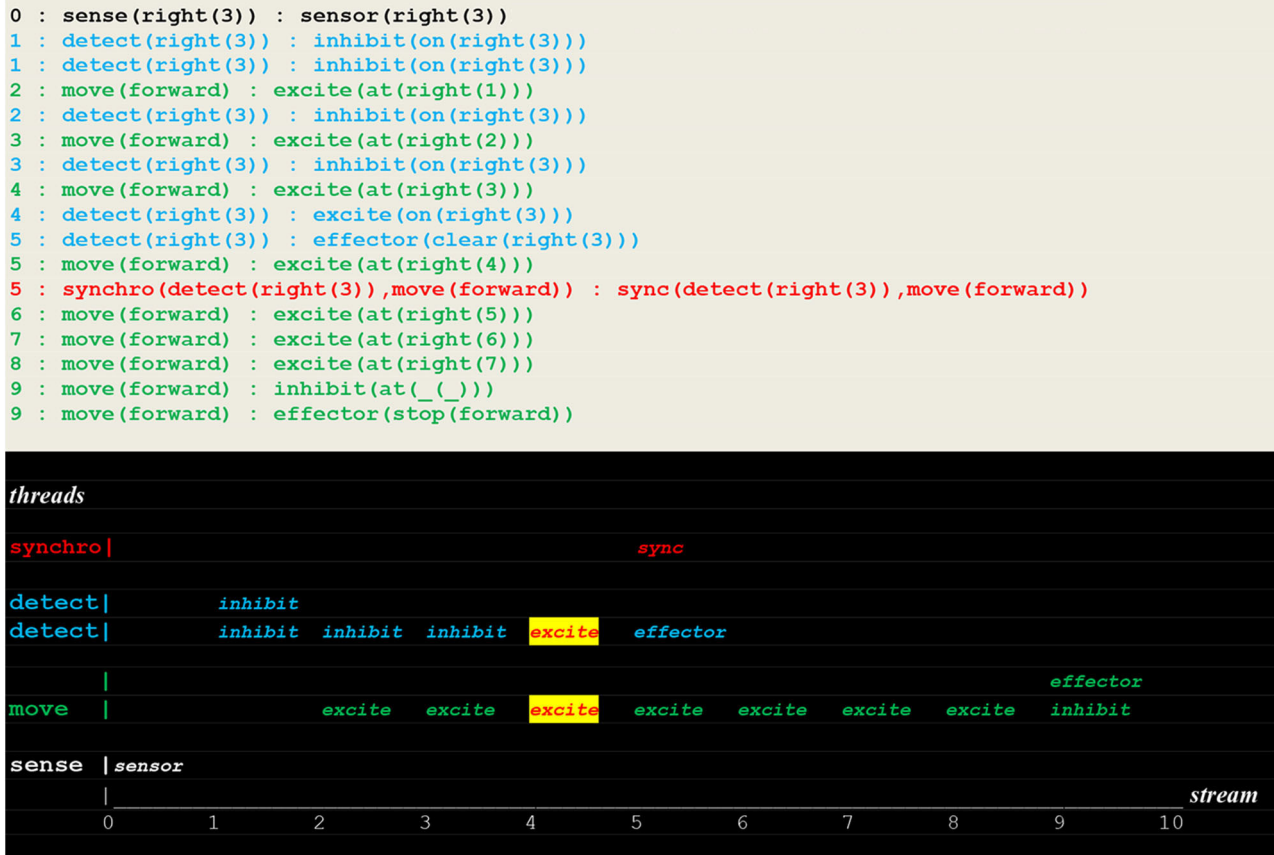 0 : sense(right(3)) : sensor(right(3))
1 : detect(right(3)) : inhibit(on(right(3)))
1 : detect(right(3)) : inhibit(on(right(3)))
2 : move(forward) : excite(at(right(1)))
2 : detect(right(3)) : inhibit(on(right(3)))
3 : move(forward) : excite(at(right(2)))
3 : detect(right(3)) : inhibit(on(right(3)))
4 : move(forward) : excite(at(right(3)))
4 : detect(right(3)) : excite(on(right(3)))
5 : detect(right(3)) : effector(clear(right(3)))
5 : move(forward) : excite(at(right(4)))
5 : synchro(detect(right(3)),move(forward)) : sync(detect(right(3)),move(forward))
6 : move(forward) : excite(at(right(5)))
7 : move(forward) : excite(at(right(6)))
8 : move(forward) : excite(at(right(7)))
9 : move(forward) : inhibit(at(_(_)))
9 : move(forward) : effector(stop(forward))
threads
synchro| sync
detect| inhibit
detect| inhibit inhibit inhibit excite effector
| effector
move | excite excite excite excite excite excite excite inhibit
sense |sensor
| stream
0 1 2 3 4 5 6 7 8 9 10